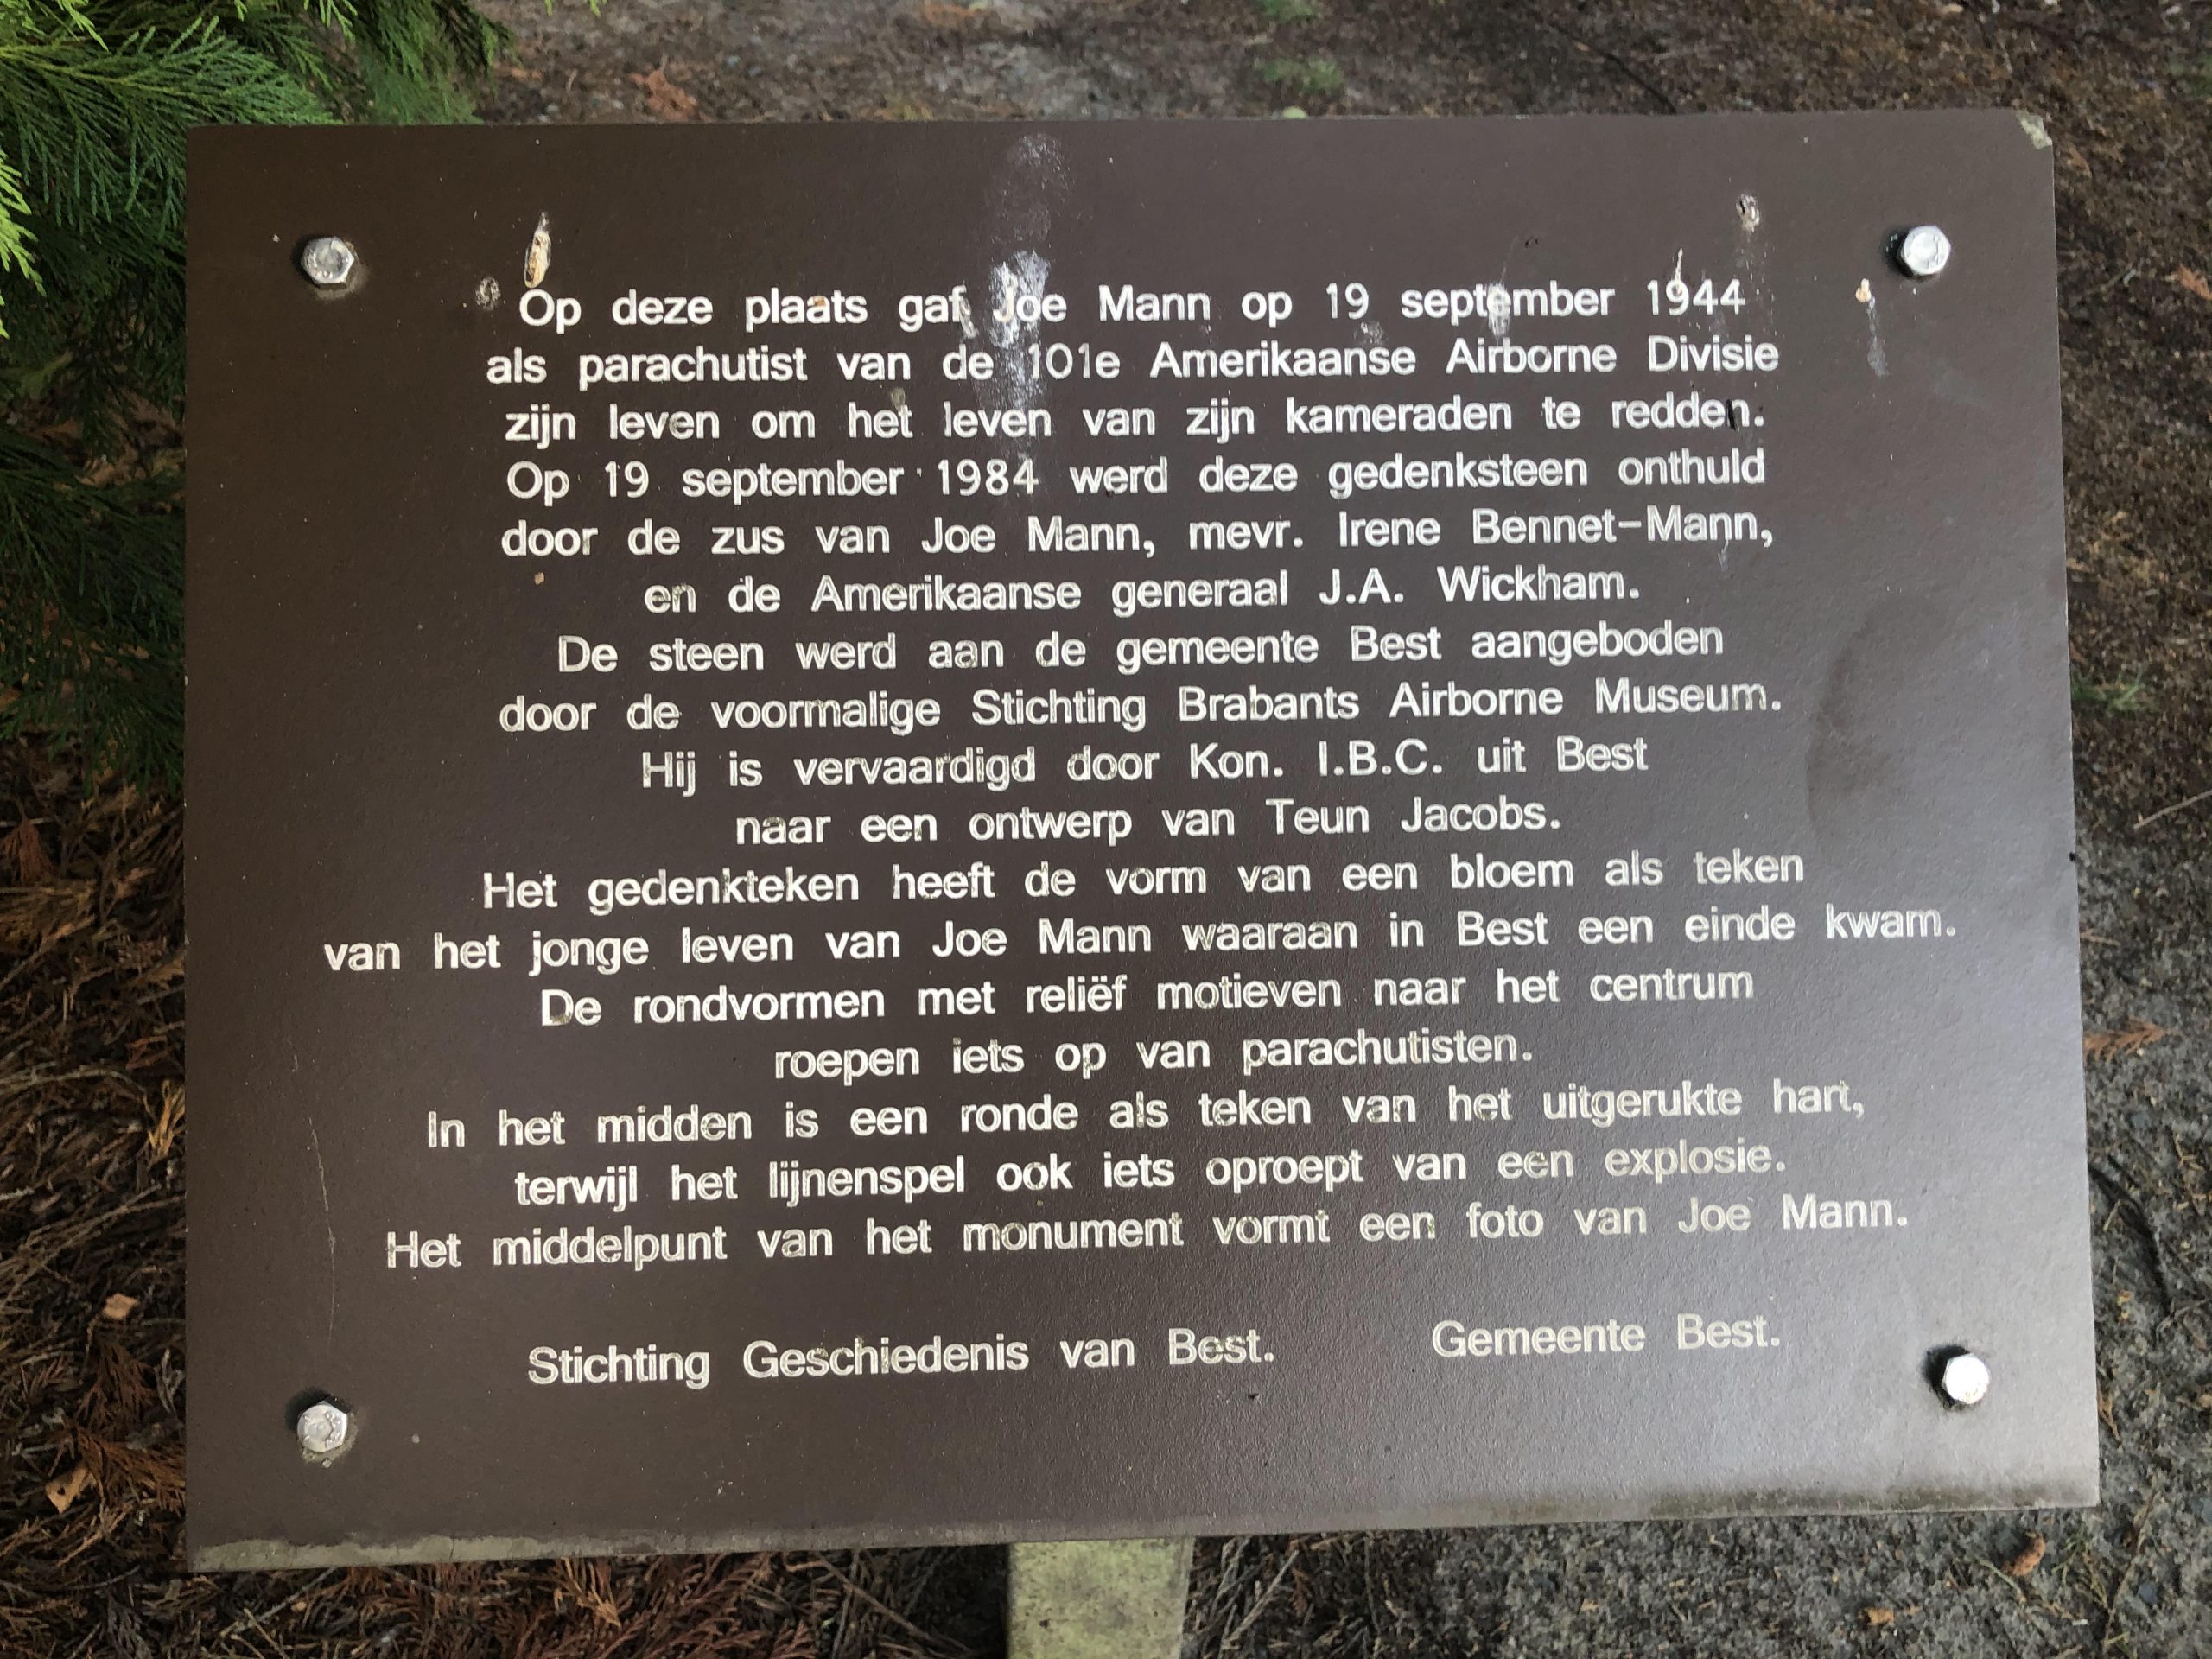 Op deze plaats gaf Joe Mann op 19 september 1944
als parachutist van de 101e Amerikaanse Airborne Divisie
zijn leven om het leven van zijn kameraden te redden.
Op 19 september 1984 werd deze gedenksteen onthuld
door de zus van Joe Mann, mevr. Irene Bennet-Mann,
en de Amerikaanse generaal J.A. Wickham.
De steen werd aan de gemeente Best aangeboden
door de voormalige Stichting Brabants Airborne Museum.
Hij is vervaardigd door Kon. I.B.C. uit Best
naar een ontwerp van Teun Jacobs.
Het gedenkteken heeft de vorm van een bloem als teken
van het jonge leven van Joe Mann waaraan in Best een einde kwam.
De rondvormen met reliëf motieven naar het centrum
roepen iets op van parachutisten.
In het midden is een ronde als teken van het uitgerukte hart,
terwijl het lijnenspel ook iets oproept van een explosie.
Het middelpunt van het monument vormt een foto van Joe Mann.
Stichting Geschiedenis van Best. Gemeente Best.